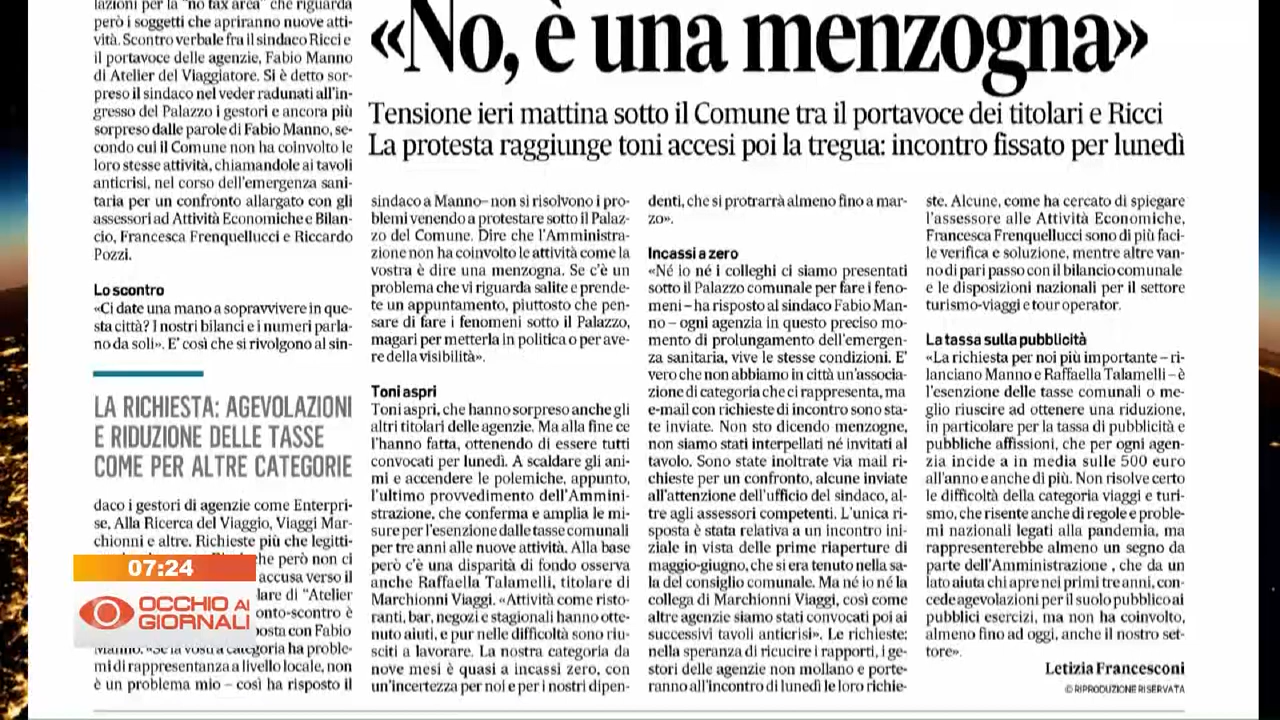 «No, è una menzogna»
Tensione ieri mattina sotto il Comune tra il portavoce dei titolari e Ricci
La protesta raggiunge toni accesi poi la tregua: incontro fissato per lunedì
lazioni per la "no tax area" che riguarda
però i soggetti che apriranno nuove atti-
vità. Scontro verbale fra il sindaco Ricci e
il portavoce delle agenzie, Fabio Manno
di Atelier del Viaggiatore. Si è detto sor-
preso il sindaco nel veder radunati all'in-
gresso del Palazzo i gestori e ancora più
sorpreso dalle parole di Fabio Manno, se-
condo cui il Comune non ha coinvolto le
loro stesse attività, chiamandole ai tavoli
anticrisi, nel corso dell'emergenza sani-
taria per un confronto allargato con gli
assessori ad Attività Economiche e Bilan-
cio, Francesca Frenquellucci e Riccardo
Pozzi.
Lo scontro
«Ci date una mano a sopravvivere in que-
sta città? I nostri bilanci e i numeri parla-
no da soli». E' così che si rivolgono al sin-
LA RICHIESTA: AGEVOLAZIONI
E RIDUZIONE DELLE TASSE
COME PER ALTRE CATEGORIE
daco i gestori di agenzie come Enterpri-
se, Alla Ricerca del Viaggio, Viaggi Mar-
chionni e altre. Richieste più che legitti-
che però non ci
accusa verso il
lare di "Atelier
onto-scontro è
posta con Fabio
Manno. «Se la vostra categoria ha proble-
mi di rappresentanza a livello locale, non
è un problema mio – così ha risposto il
sindaco a Manno– non si risolvono i pro-
blemi venendo a protestare sotto il Palaz-
zo del Comune. Dire che l'Amministra-
zione non ha coinvolto le attività come la
vostra è dire una menzogna. Se c'è un
problema che vi riguarda salite e prende-
te un appuntamento, piuttosto che pen-
sare di fare i fenomeni sotto il Palazzo,
magari per metterla in politica o per ave-
re della visibilità».
Toni aspri
Toni aspri, che hanno sorpreso anche gli
altri titolari delle agenzie. Ma alla fine ce
l'hanno fatta, ottenendo di essere tutti
convocati per lunedì. A scaldare gli ani-
mi e accendere le polemiche, appunto,
l'ultimo provvedimento dell'Ammini-
strazione, che conferma e amplia le mi-
sure per l'esenzione dalle tasse comunali
per tre anni alle nuove attività. Alla base
però c'è una disparità di fondo osserva
anche Raffaella Talamelli, titolare di
Marchionni Viaggi. «Attività come risto-
ranti, bar, negozi e stagionali hanno otte-
nuto aiuti, e pur nelle difficoltà sono riu-
sciti a lavorare. La nostra categoria da
nove mesi è quasi a incassi zero, con
un'incertezza per noi e per i nostri dipen-
denti, che si protrarrà almeno fino a mar-
zo».
Incassi a zero
«Né io né i colleghi ci siamo presentati
sotto il Palazzo comunale per fare i feno-
meni – ha risposto al sindaco Fabio Man-
no – ogni agenzia in questo preciso mo-
mento di prolungamento dell'emergen-
za sanitaria, vive le stesse condizioni. E'
vero che non abbiamo in città un'associa-
zione di categoria che ci rappresenta, ma
e-mail con richieste di incontro sono sta-
te inviate. Non sto dicendo menzogne,
non siamo stati interpellati né invitati al
tavolo. Sono state inoltrate via mail ri-
chieste per un confronto, alcune inviate
all'attenzione dell'ufficio del sindaco, al-
tre agli assessori competenti. L'unica ri-
sposta è stata relativa a un incontro ini-
ziale in vista delle prime riaperture di
maggio-giugno, che si era tenuto nella sa-
la del consiglio comunale. Ma né io né la
collega di Marchionni Viaggi, così come
altre agenzie siamo stati convocati poi ai
successivi tavoli anticrisi». Le richieste:
nella speranza di ricucire i rapporti, i ge-
stori delle agenzie non mollano e porte-
ranno all'incontro di lunedì le loro richie-
ste. Alcune, come ha cercato di spiegare
l'assessore alle Attività Economiche,
Francesca Frenquellucci sono di più faci-
le verifica e soluzione, mentre altre van-
no di pari passo con il bilancio comunale
e le disposizioni nazionali per il settore
turismo-viaggi e tour operator.
La tassa sulla pubblicità
«La richiesta per noi più importante – ri-
lanciano Manno e Raffaella Talamelli – è
l'esenzione delle tasse comunali o me-
glio riuscire ad ottenere una riduzione,
in particolare per la tassa di pubblicità e
pubbliche affissioni, che per ogni agen-
zia incide a in media sulle 500 euro
all'anno e anche di più. Non risolve certo
le difficoltà della categoria viaggi e turi-
smo, che risente anche di regole e proble-
mi nazionali legati alla pandemia, ma
rappresenterebbe almeno un segno da
parte dell'Amministrazione , che da un
lato aiuta chi apre nei primi tre anni, con-
cede agevolazioni per il suolo pubblico ai
pubblici esercizi, ma non ha coinvolto,
almeno fino ad oggi, anche il nostro set-
tore».
Letizia Francesconi
© RIPRODUZIONE RISERVATA
07:24
OCCHIO AI
GIORNALI